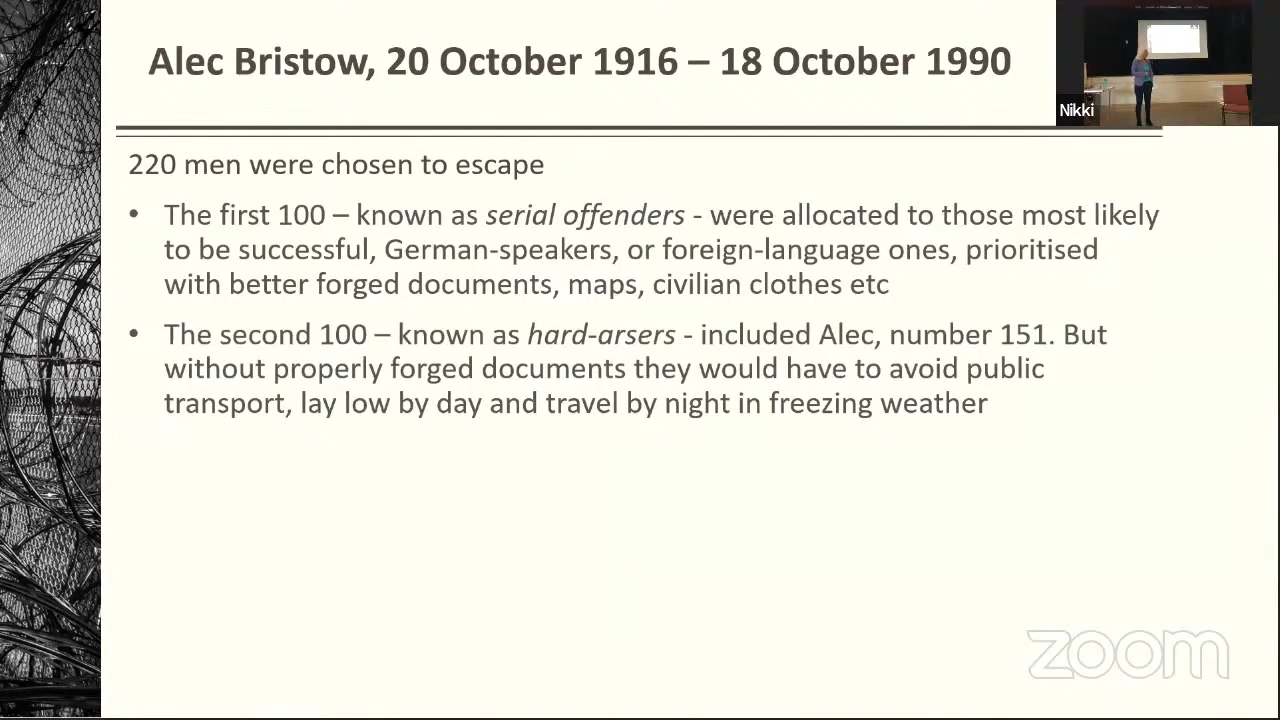 Alec Bristow, 20 October 1916 – 18 October 1990
Nikki
220 men were chosen to escape
• The first 100 – known as serial offenders - were allocated to those most likely
to be successful, German-speakers, or foreign-language ones, prioritised
with better forged documents, maps, civilian clothes etc
• The second 100 – known as hard-arsers - included Alec, number 151. But
without properly forged documents they would have to avoid public
transport, lay low by day and travel by night in freezing weather
zoom